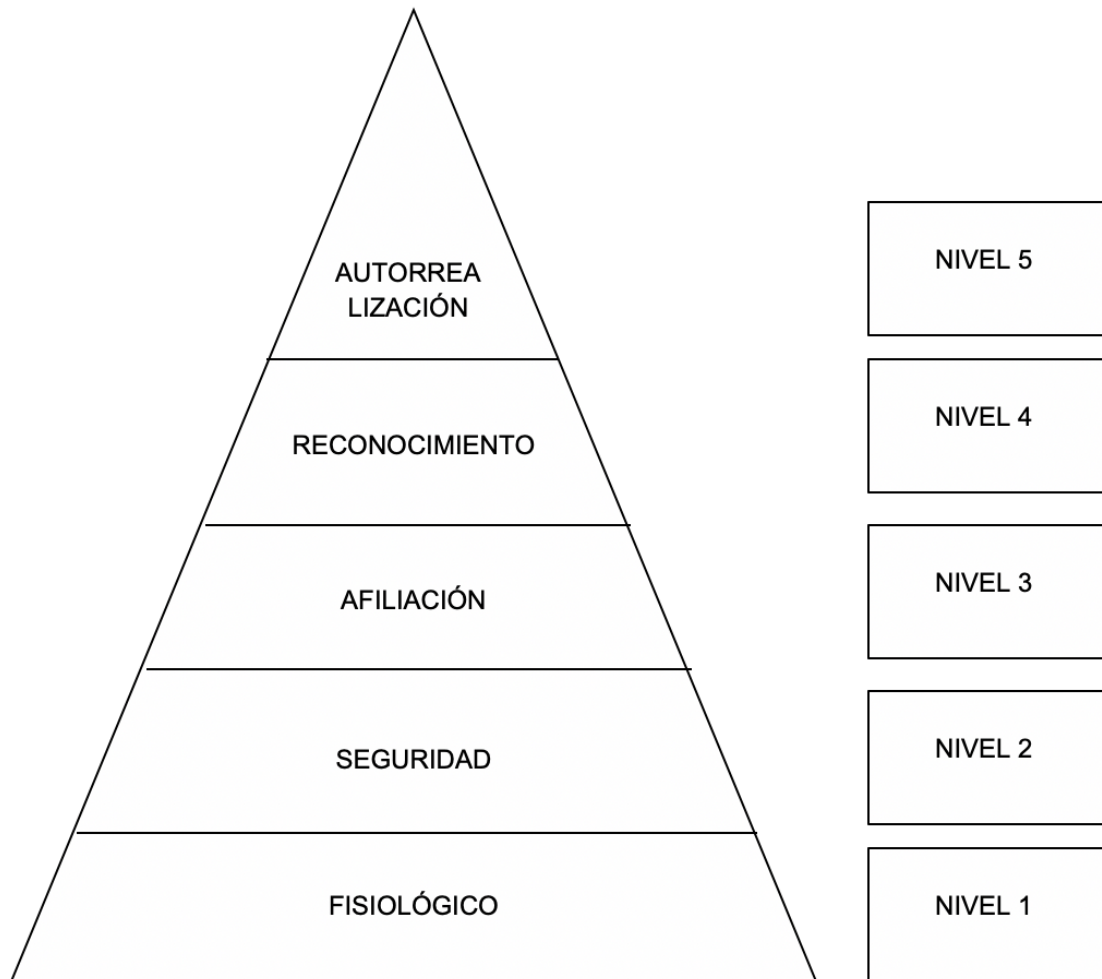 AUTORREA
LIZACIÓN
NIVEL 5
RECONOCIMIENTO
NIVEL 4
AFILIACIÓN
NIVEL 3
SEGURIDAD
NIVEL 2
FISIOLÓGICO
NIVEL 1